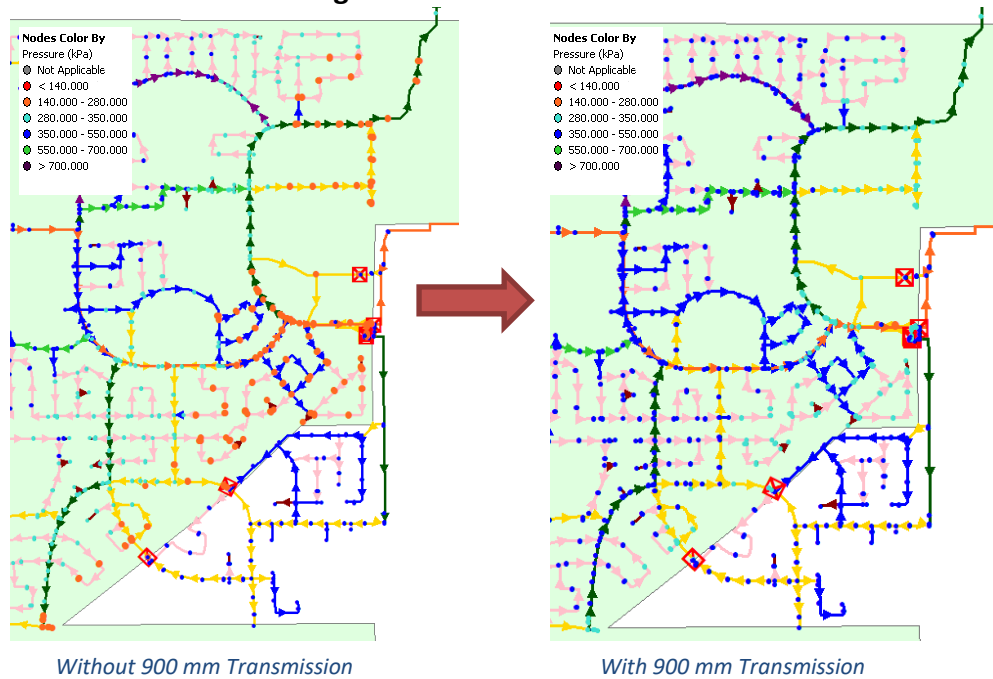 g
Nodes Color By
Pressure (kPa)
Not Applicable
< 140.000
140.000 - 280.000
280.000 - 350.000
350.000 - 550.000
550.000 - 700.000
> 700.000
Nodes Color By
Pressure (kPa)
Not Applicable
< 140.000
140.000 - 280.000
280.000 - 350.000
350.000 - 550.000
550.000 - 700.000
> 700.000
Without 900 mm Transmission
With 900 mm Transmission